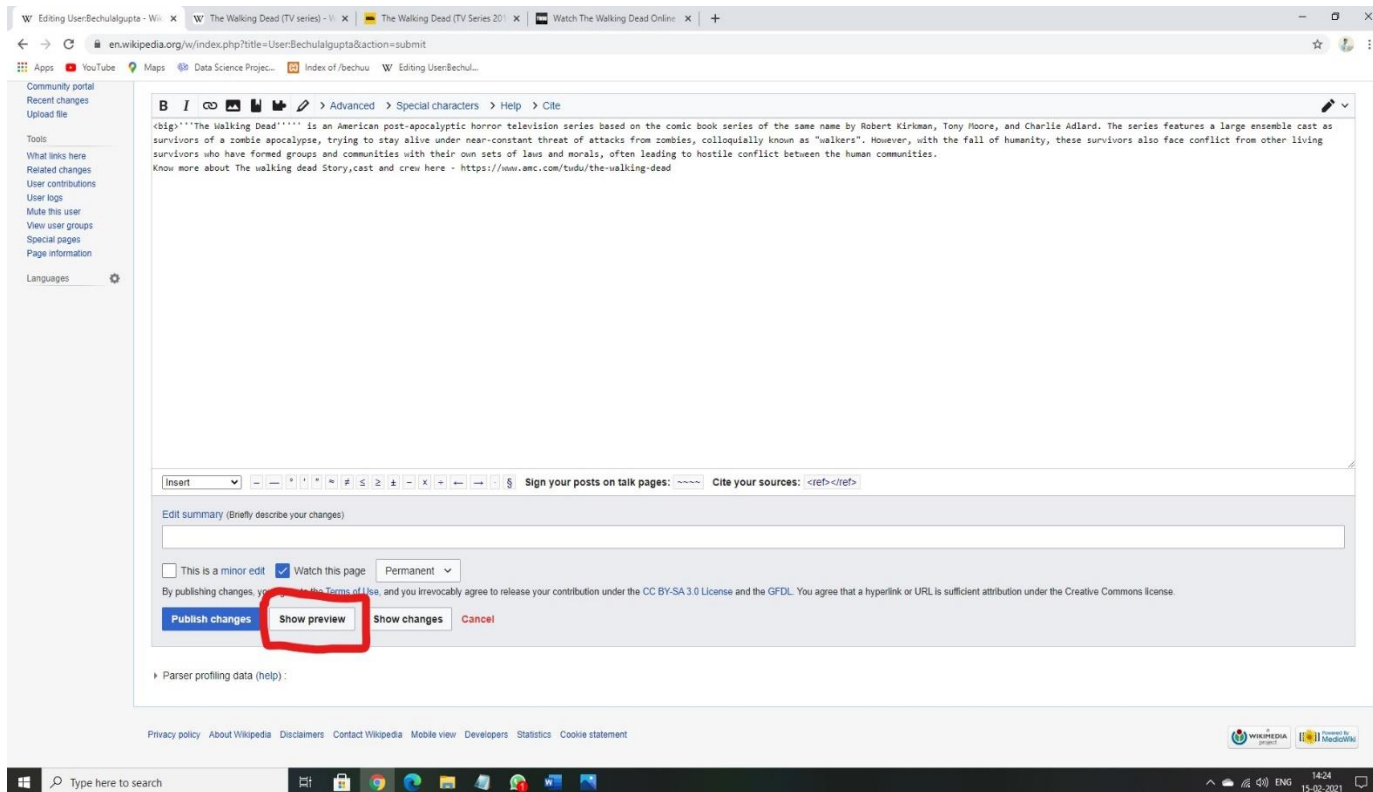 Editing User:Bechulalgupta - Wik
The Walking Dead (TV series) - W
The Walking Dead (TV Series 201
Watch The Walking Dead Online
en.wikipedia.org/w/index.php?title=User:Bechulalgupta&action=submit
Apps YouTube Maps Data Science Projec... Index of /bechuu Editing User:Bechul...
Community portal
Recent changes
Upload file
Tools
What links here
Related changes
User contributions
User logs
Mute this user
View user groups
Special pages
Page information
Languages
B I Advanced Special characters Help Cite
<big>'''The Walking Dead''''' is an American post-apocalyptic horror television series based on the comic book series of the same name by Robert Kirkman, Tony Moore, and Charlie Adlard. The series features a large ensemble cast as
survivors of a zombie apocalypse, trying to stay alive under near-constant threat of attacks from zombies, colloquially known as "walkers". However, with the fall of humanity, these survivors also face conflict from other living
survivors who have formed groups and communities with their own sets of laws and morals, often leading to hostile conflict between the human communities.
Know more about The walking dead Story,cast and crew here - https://www.amc.com/twdu/the-walking-dead
Insert – — ° ′ ″ ≈ ≠ ≤ ≥ ± − × ÷ ← → · § Sign your posts on talk pages: ~~~~ Cite your sources: <ref></ref>
Edit summary (Briefly describe your changes)
This is a minor edit Watch this page Permanent
By publishing changes, you the Terms of Use, and you irrevocably agree to release your contribution under the CC BY-SA 3.0 License and the GFDL. You agree that a hyperlink or URL is sufficient attribution under the Creative Commons license.
Publish changes Show preview Show changes Cancel
Parser profiling data (help) :
Privacy policy About Wikipedia Disclaimers Contact Wikipedia Mobile view Developers Statistics Cookie statement
A WIKIMEDIA project
Powered by MediaWiki
Type here to search
ENG
14:24
15-02-2021